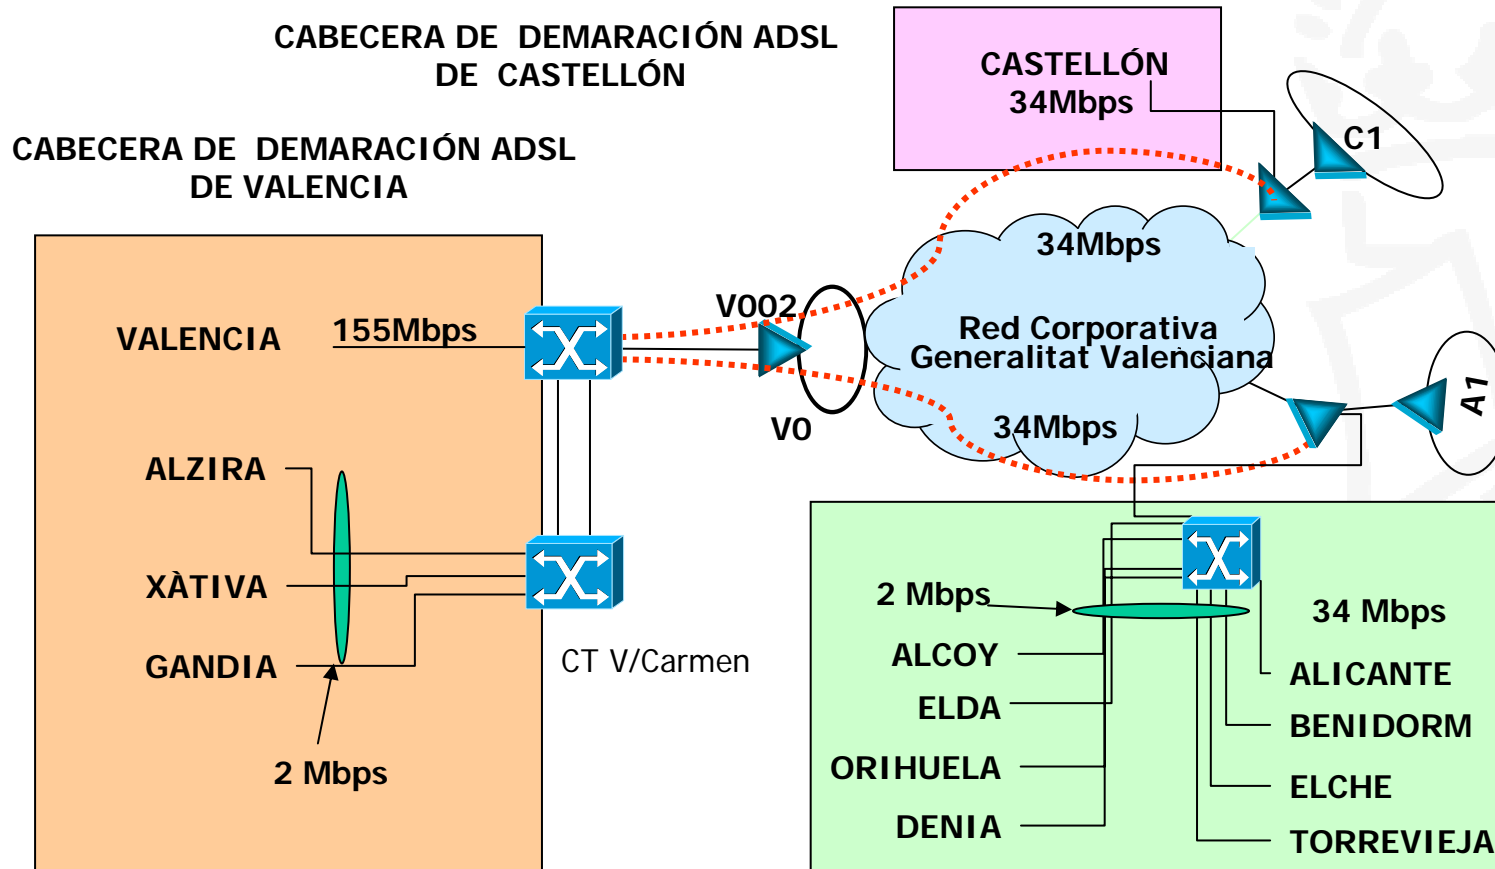 CABECERA DE DEMARACIÓN ADSL
DE CASTELLÓN
CABECERA DE DEMARACIÓN ADSL
DE VALENCIA
CASTELLÓN
34Mbps
C1
34Mbps
V002
Red Corporativa
Generalitat Valenciana
VALENCIA
155Mbps
V0
34Mbps
A1
ALZIRA
XÀTIVA
GANDIA
CT V/Carmen
2 Mbps
2 Mbps
34 Mbps
ALCOY
ELDA
ORIHUELA
DENIA
ALICANTE
BENIDORM
ELCHE
TORREVIEJA